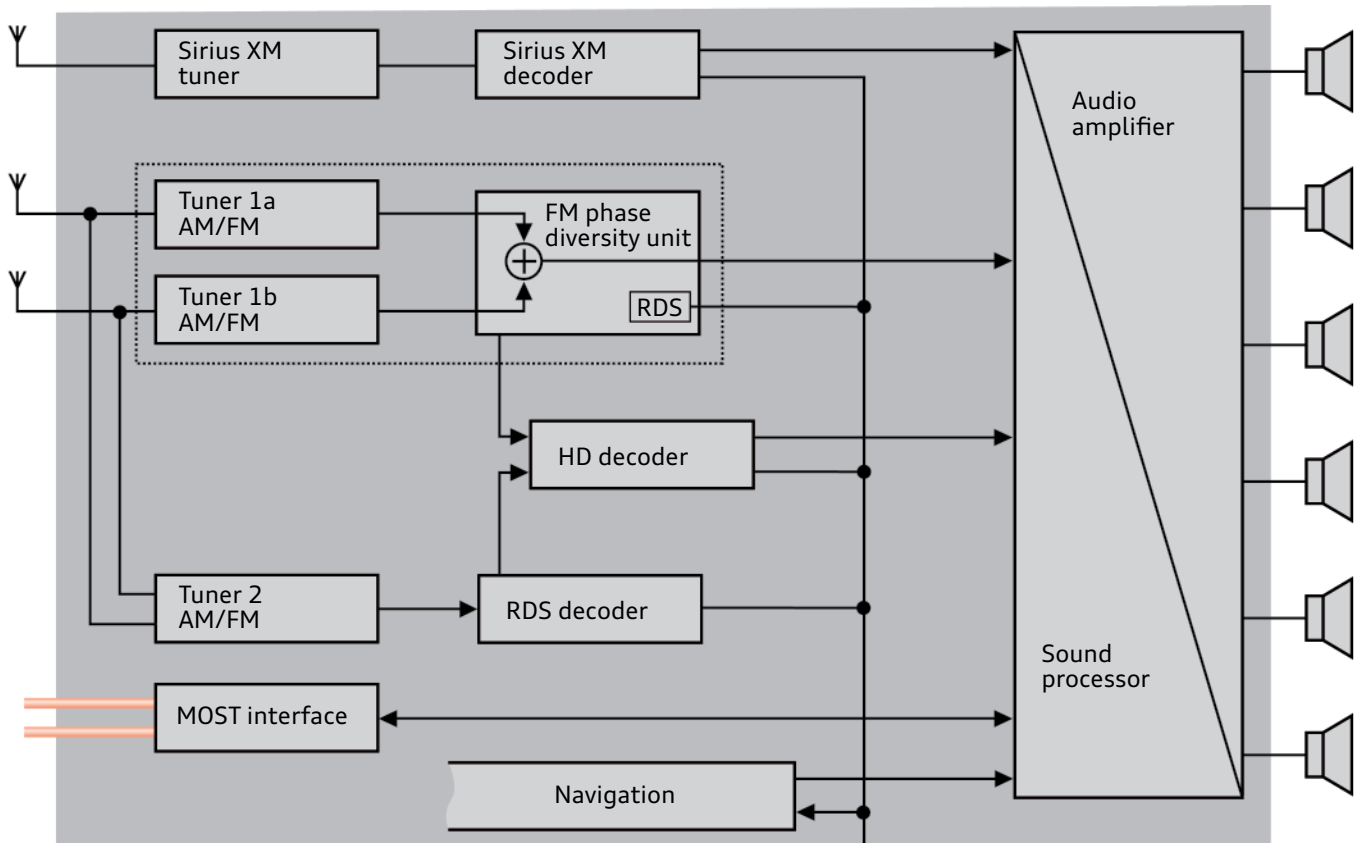 Sirius XM
tuner
Sirius XM
decoder
Audio
amplifier
Tuner 1a
AM/FM
FM phase
diversity unit
Tuner 1b
AM/FM
RDS
HD decoder
Tuner 2
AM/FM
RDS decoder
Sound
processor
MOST interface
Navigation